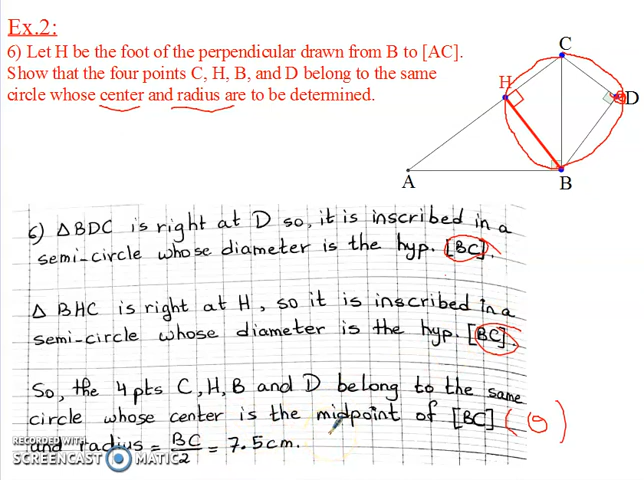 Ex.2:
6) Let H be the foot of the perpendicular drawn from B to [AC].
Show that the four points C, H, B, and D belong to the same
circle whose center and radius are to be determined.
C
H
D
A
B
6) △BDC is right at D so, it is inscribed in a
semi-circle whose diameter is the hyp. [BC].
△ BHC is right at H, so it is inscribed in a
semi-circle whose diameter is the hyp. [BC].
So, the 4 pts C, H, B and D belong to the same
circle whose center is the midpoint of [BC] (O)
and radius = BC/2 = 7.5cm.
RECORDED WITH
SCREENCAST MATIC